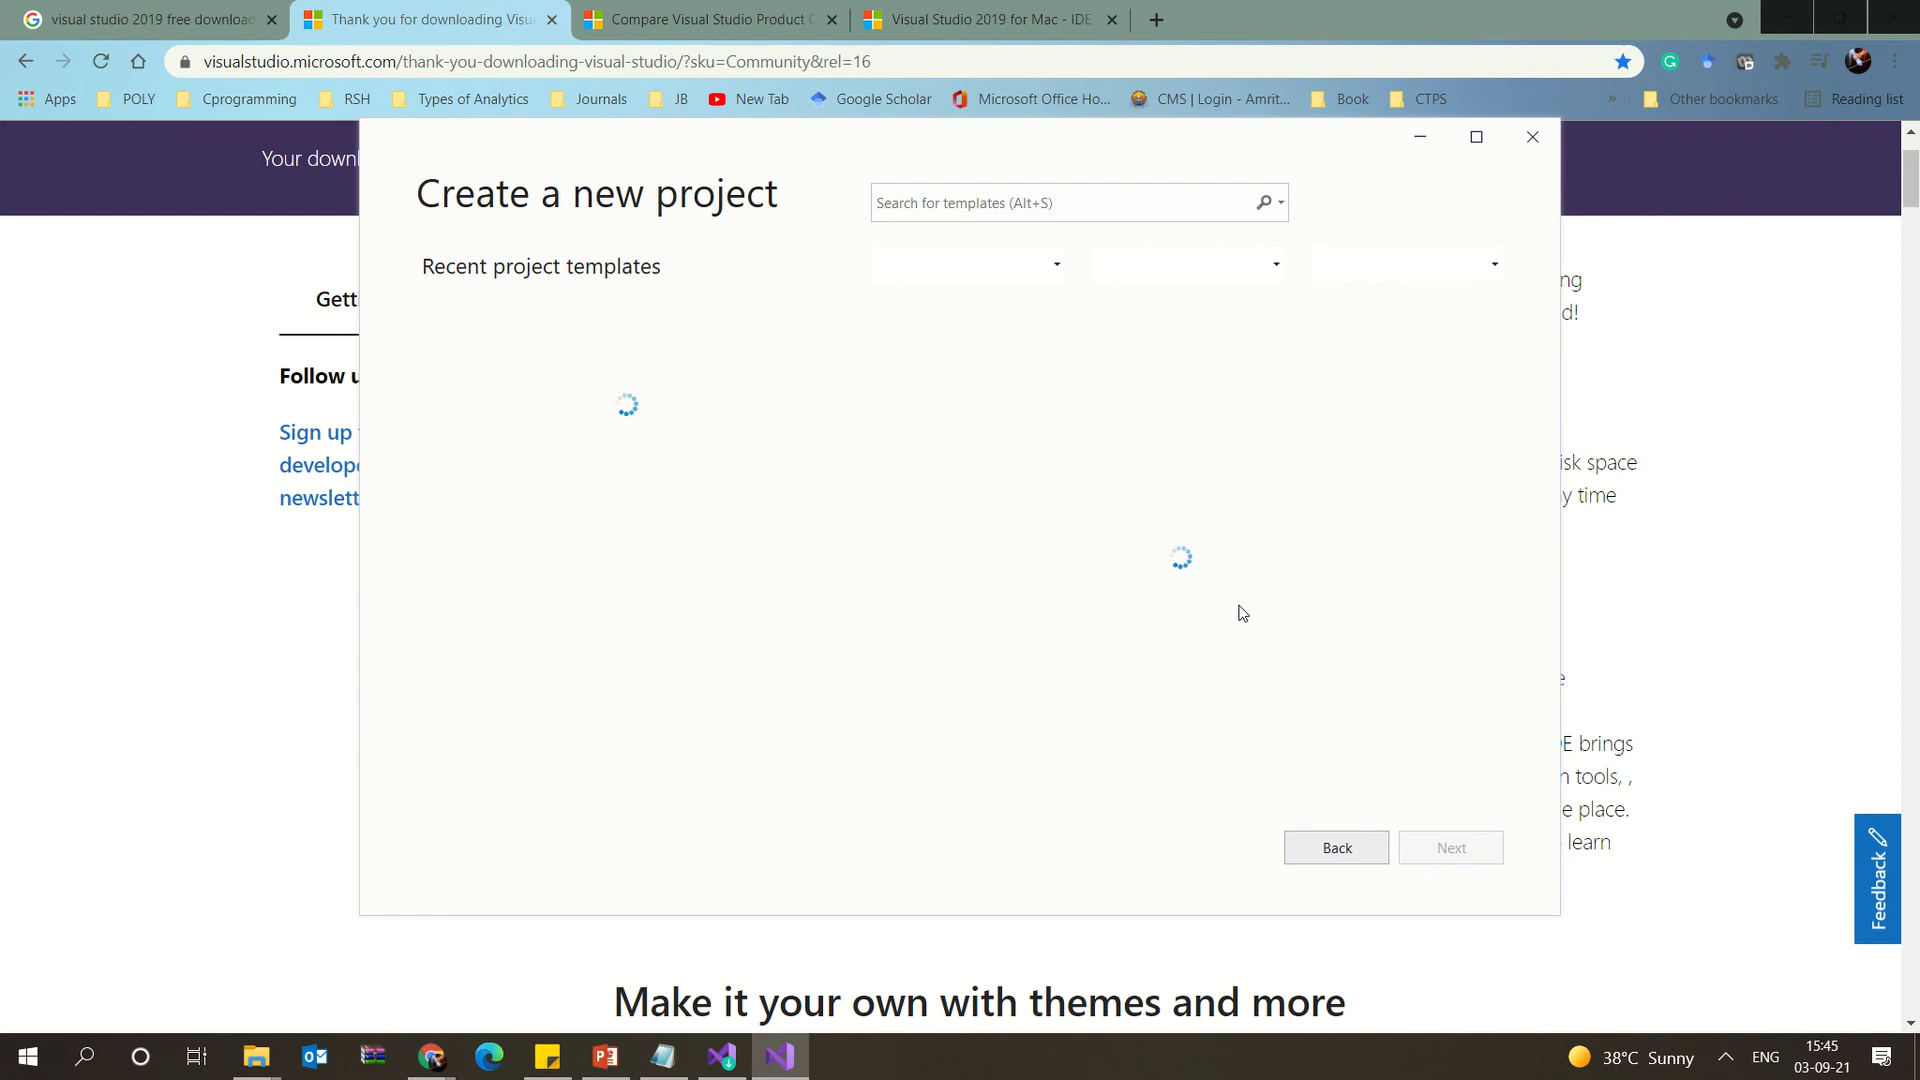 visual studio 2019 free download
Thank you for downloading Visu
Compare Visual Studio Product C
Visual Studio 2019 for Mac - IDE
visualstudio.microsoft.com/thank-you-downloading-visual-studio/?sku=Community&rel=16
Apps
POLY
Cprogramming
RSH
Types of Analytics
Journals
JB
New Tab
Google Scholar
Microsoft Office Ho...
CMS | Login - Amrit...
Book
CTPS
»
Other bookmarks
Reading list
Your downl
Create a new project
Search for templates (Alt+S)
Recent project templates
Getti
Follow u
Sign up
develope
newslett
ng
d!
isk space
y time
e
DE brings
n tools, ,
e place.
learn
Back
Next
Feedback
Make it your own with themes and more
38°C Sunny
ENG
15:45
03-09-21